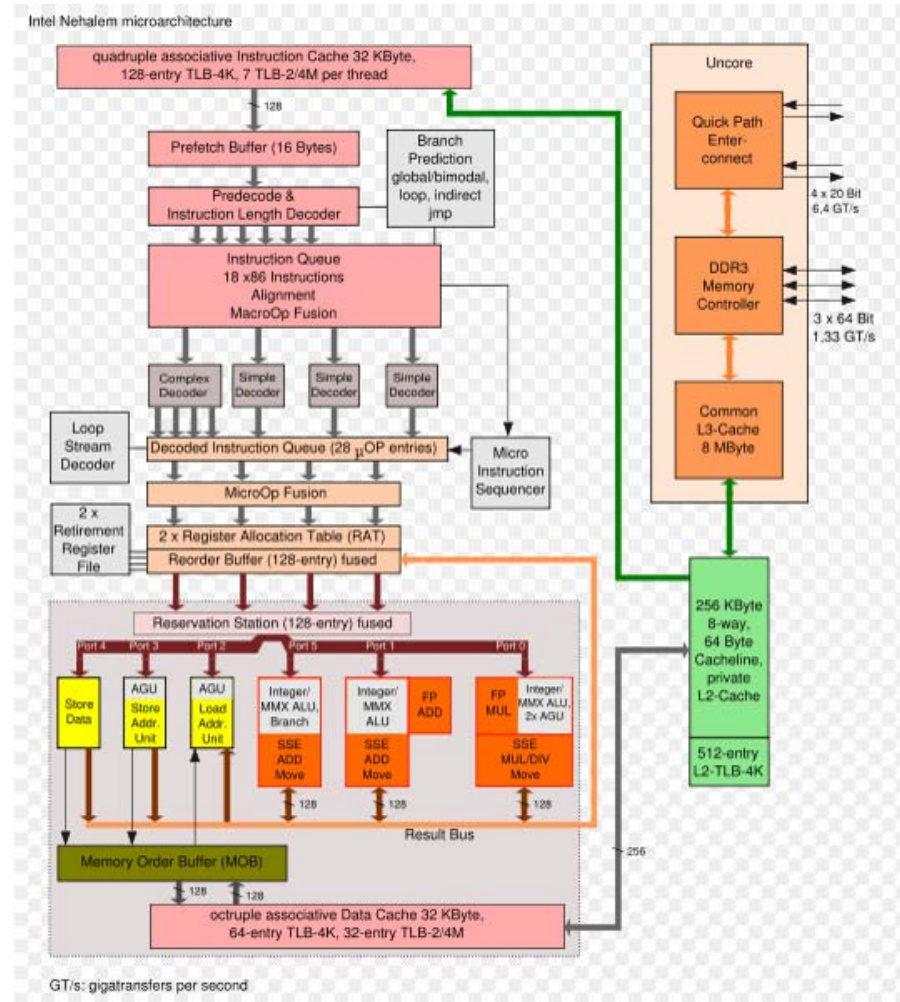 Intel Nehalem microarchitecture
quadruple associative Instruction Cache 32 KByte,
128-entry TLB-4K, 7 TLB-2/4M per thread
128
Prefetch Buffer (16 Bytes)
Predecode &
Instruction Length Decoder
Branch
Prediction
global/bimodal,
loop, indirect
jmp
Instruction Queue
18 x86 Instructions
Alignment
MacroOp Fusion
Complex
Decoder
Simple
Decoder
Simple
Decoder
Simple
Decoder
Loop
Stream
Decoder
Decoded Instruction Queue (28 µOP entries)
Micro
Instruction
Sequencer
MicroOp Fusion
2 x
Retirement
Register
File
2 x Register Allocation Table (RAT)
Reorder Buffer (128-entry) fused
Reservation Station (128-entry) fused
Port 4
Port 3
Port 2
Port 5
Port 1
Port 0
Store
Data
AGU
Store
Addr.
Unit
AGU
Load
Addr.
Unit
Integer/
MMX ALU,
Branch
SSE
ADD
Move
Integer/
MMX
ALU
FP
ADD
SSE
ADD
Move
FP
MUL
Integer/
MMX ALU,
2x AGU
SSE
MUL/DIV
Move
128
128
128
Result Bus
Memory Order Buffer (MOB)
128
128
octruple associative Data Cache 32 KByte,
64-entry TLB-4K, 32-entry TLB-2/4M
256
Uncore
Quick Path
Enter-
connect
4 x 20 Bit
6,4 GT/s
DDR3
Memory
Controller
3 x 64 Bit
1,33 GT/s
Common
L3-Cache
8 MByte
256 KByte
8-way,
64 Byte
Cacheline,
private
L2-Cache
512-entry
L2-TLB-4K
GT/s: gigatransfers per second